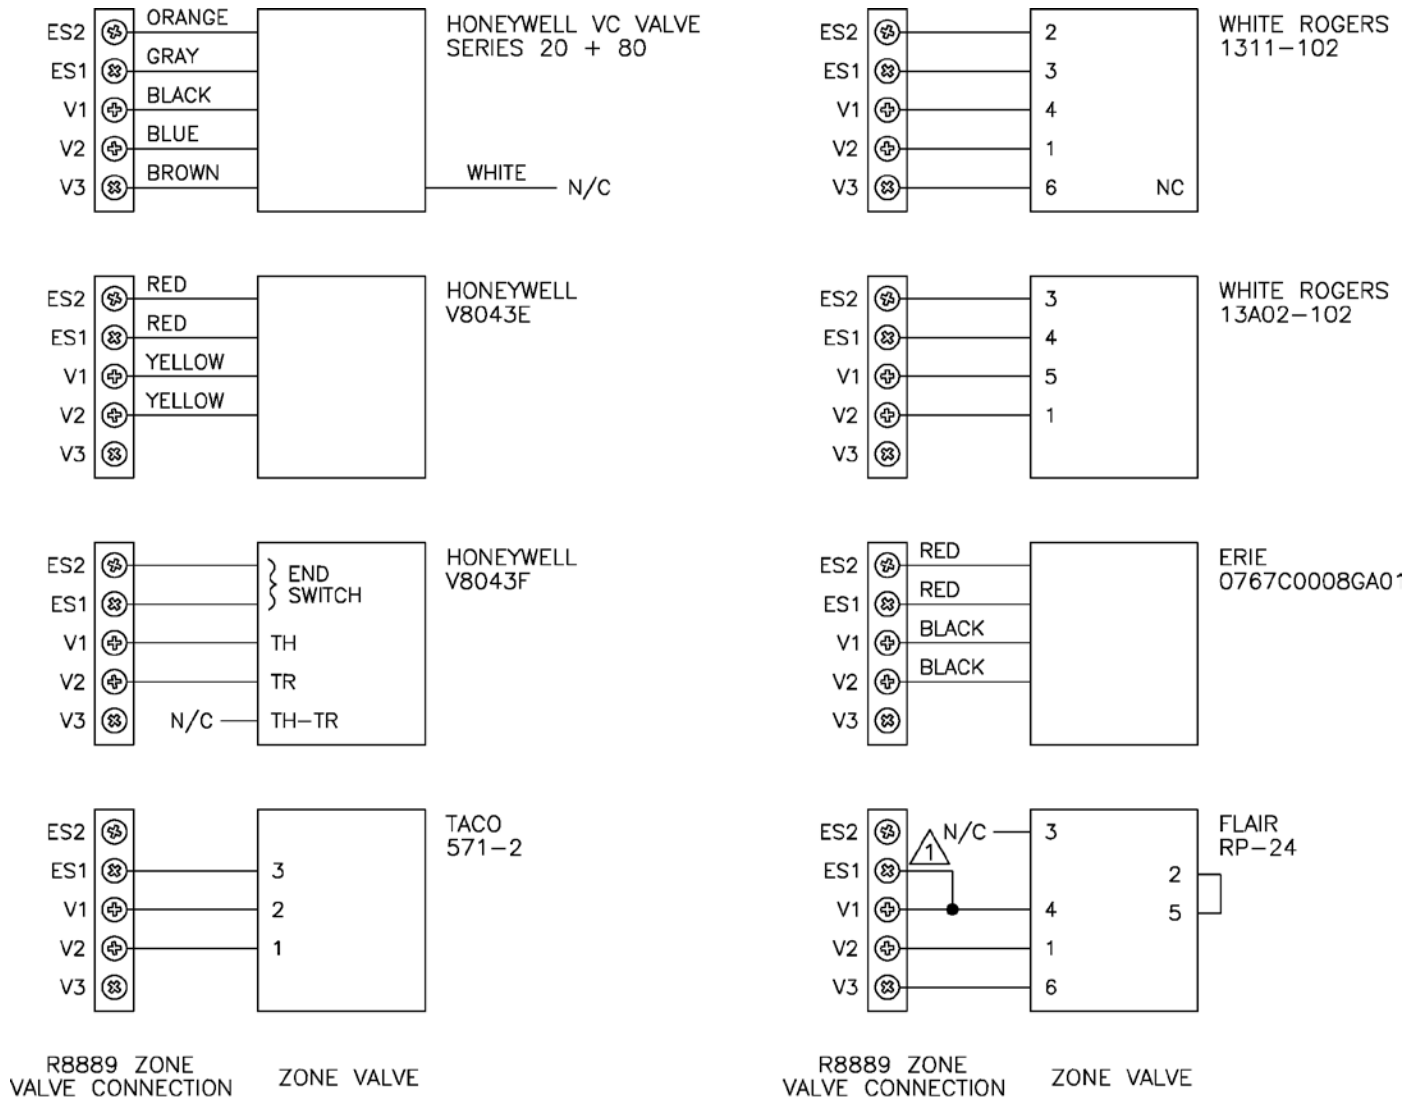 ES2 ORANGE
ES1 GRAY
V1 BLACK
V2 BLUE
V3 BROWN
WHITE N/C
HONEYWELL VC VALVE
SERIES 20 + 80
ES2 2
ES1 3
V1 4
V2 1
V3 6 NC
WHITE ROGERS
1311-102
ES2 RED
ES1 RED
V1 YELLOW
V2 YELLOW
V3
HONEYWELL
V8043E
ES2 3
ES1 4
V1 5
V2 1
V3
WHITE ROGERS
13A02-102
ES2
ES1
END
SWITCH
V1 TH
V2 TR
V3 N/C TH-TR
HONEYWELL
V8043F
ES2 RED
ES1 RED
V1 BLACK
V2 BLACK
V3
ERIE
0767C0008GA01
ES2
ES1 3
V1 2
V2 1
V3
TACO
571-2
ES2 N/C 3
ES1 1 2
V1 4 5
V2 1
V3 6
FLAIR
RP-24
R8889 ZONE
VALVE CONNECTION
ZONE VALVE
R8889 ZONE
VALVE CONNECTION
ZONE VALVE